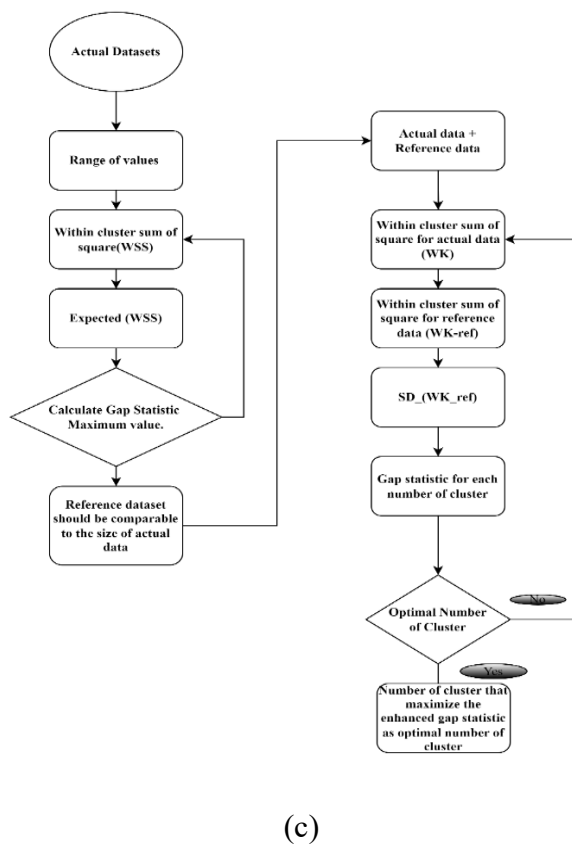 Actual Datasets
Range of values
Within cluster sum of
square(WSS)
Expected (WSS)
Calculate Gap Statistic
Maximum value.
Reference dataset
should be comparable
to the size of actual
data
Actual data +
Reference data
Within cluster sum of
square for actual data
(WK)
Within cluster sum of
square for reference
data (WK-ref)
SD_(WK_ref)
Gap statistic for each
number of cluster
Optimal Number
of Cluster
No
Yes
Number of cluster that
maximize the
enhanced gap statistic
as optimal number of
cluster
(c)